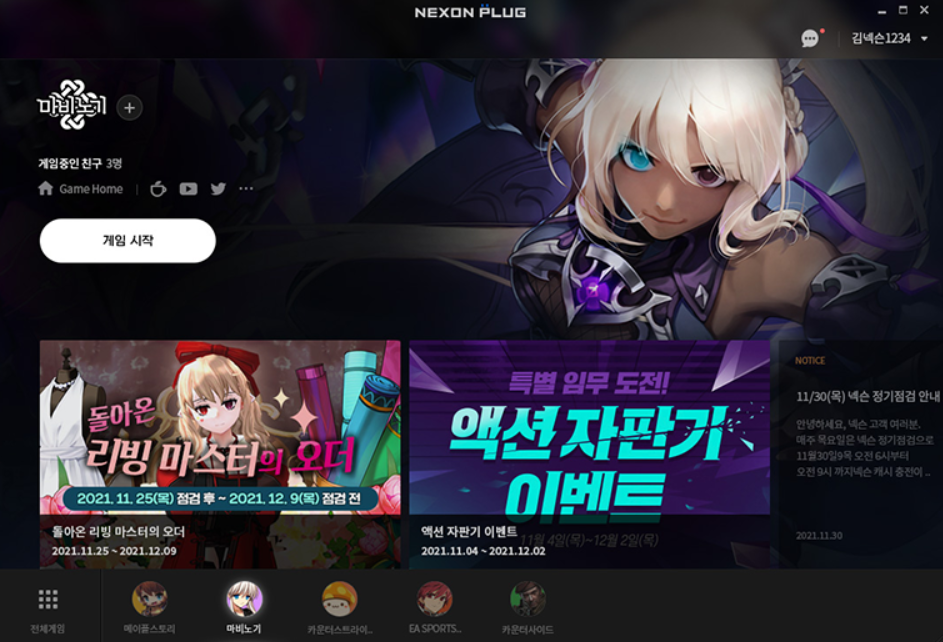 NEXON PLUG
김넥슨1234
마비노기
게임중인 친구 3명
Game Home
게임 시작
돌아온
리빙 마스터의 오더
2021. 11. 25(목) 점검 후 ~ 2021. 12. 9(목) 점검 전
돌아온 리빙 마스터의 오더
2021.11.25 ~ 2021.12.09
특별 임무 도전!
액션 자판기
이벤트
11월 4일(목)~12월 2일(목)
액션 자판기 이벤트
2021.11.04 ~ 2021.12.02
NOTICE
11/30(목) 넥슨 정기점검 안내
안녕하세요, 넥슨 고객 여러분.
매주 목요일은 넥슨 정기점검으로
11월30일9목 오전 6시부터
오전 9시 까지넥슨 캐시 충전이 ...
2021.11.30
전체게임
메이플스토리
마비노기
카운터스트라이...
EA SPORTS...
카운터사이드